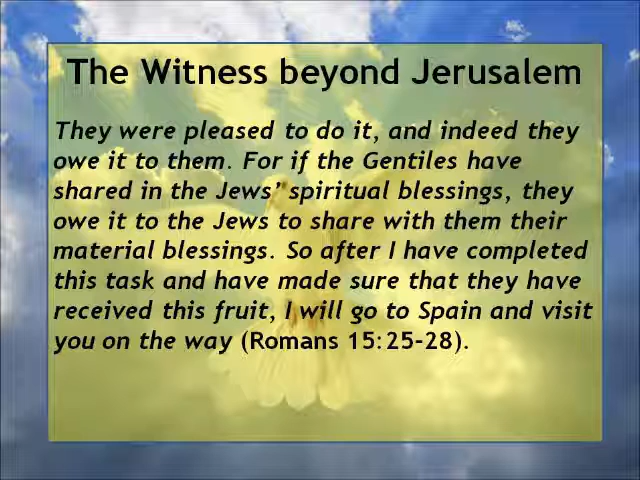 The Witness beyond Jerusalem
They were pleased to do it, and indeed they
owe it to them. For if the Gentiles have
shared in the Jews’ spiritual blessings, they
owe it to the Jews to share with them their
material blessings. So after I have completed
this task and have made sure that they have
received this fruit, I will go to Spain and visit
you on the way (Romans 15:25-28).